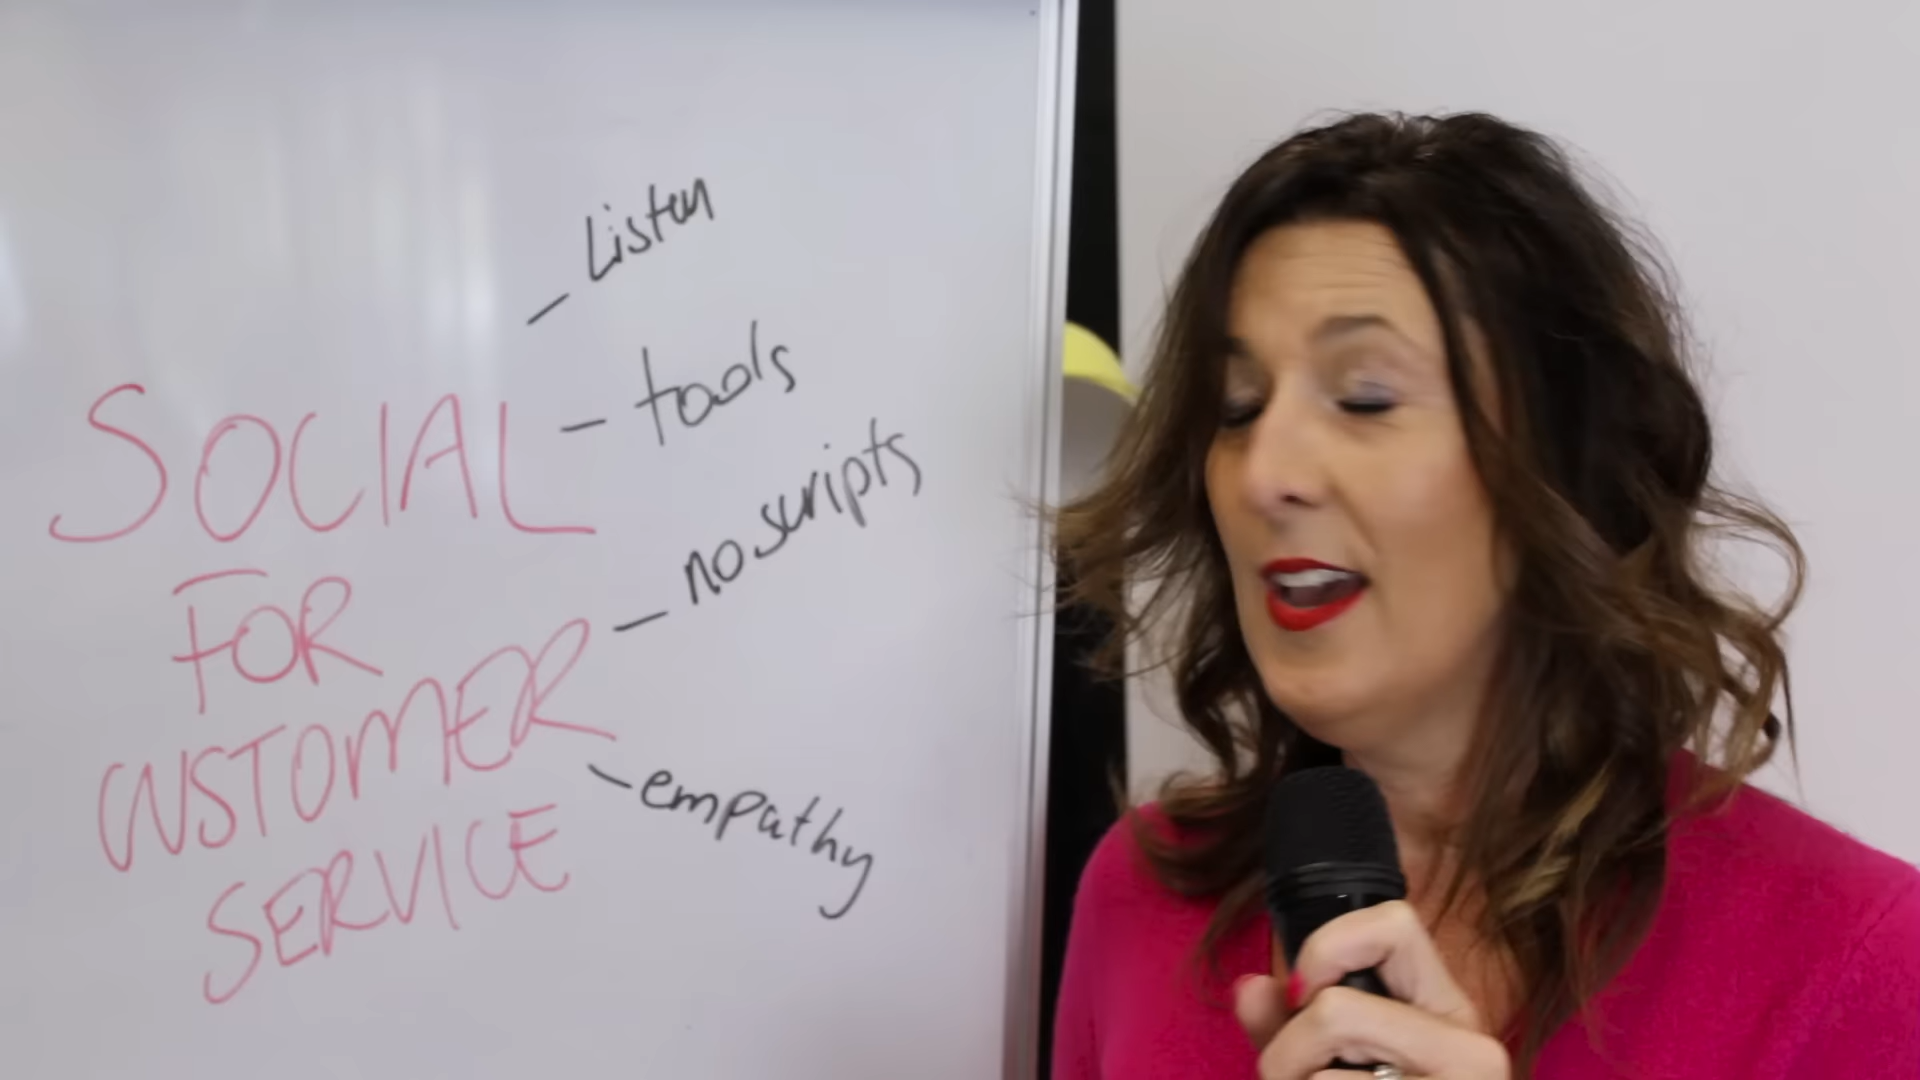 SOCIAL
FOR
CUSTOMER
SERVICE
- Listen
- tools
- no scripts
- empathy